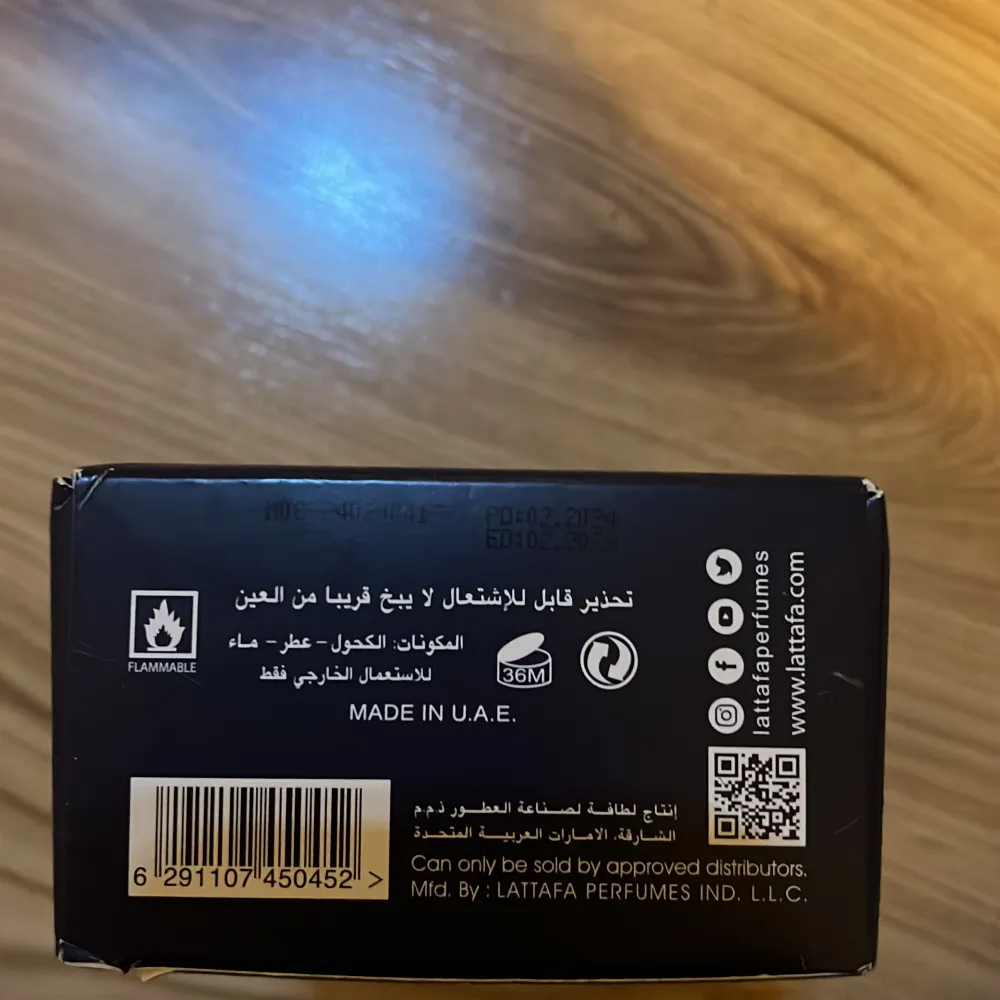 PD:02.2024
تحذير قابل للإشتعال لا يبخ قريبا من العين
FLAMMABLE
المكونات: الكحول - عطر - ماء
للاستعمال الخارجي فقط
36M
MADE IN U.A.E.
lattafaperfumes
www.lattafa.com
6 291107 450452 >
إنتاج لطافة لصناعة العطور ذ.م.م
الشارقة، الامارات العربية المتحدة
Can only be sold by approved distributors.
Mfd. By : LATTAFA PERFUMES IND. L.L.C.